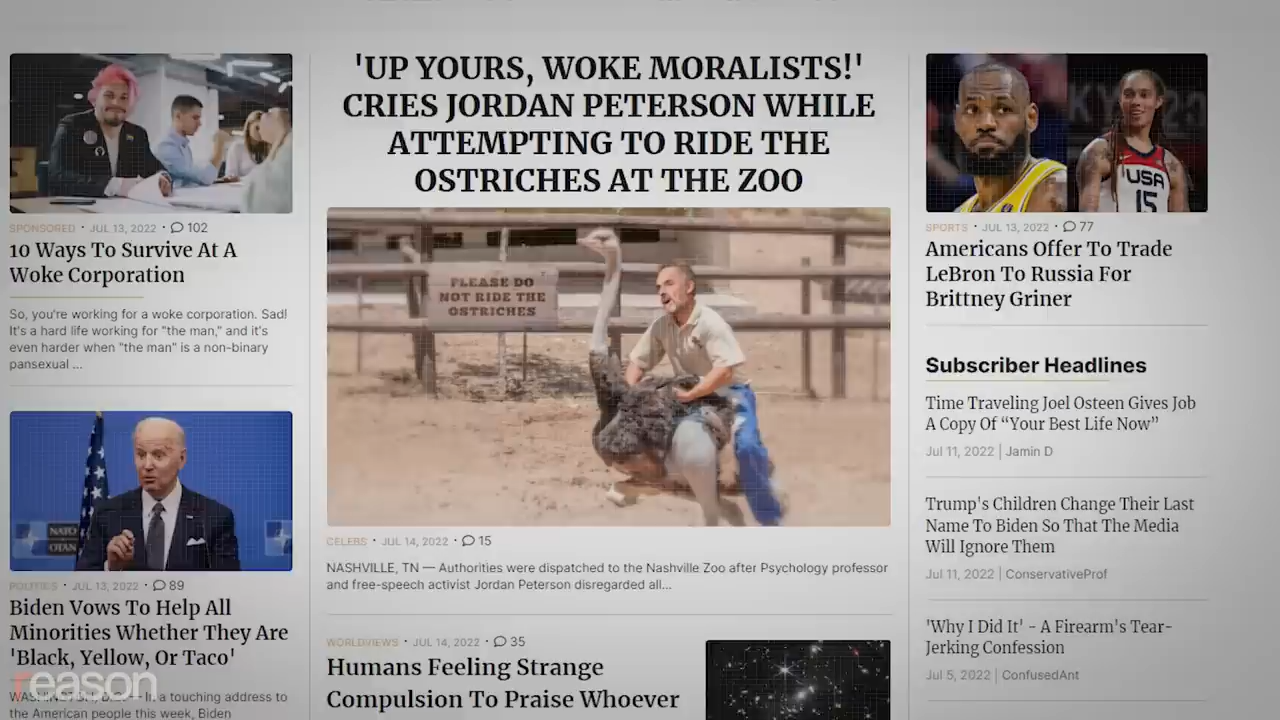 SPONSORED · JUL 13, 2022 · 102
10 Ways To Survive At A
Woke Corporation
So, you're working for a woke corporation. Sad!
It's a hard life working for "the man," and it's
even harder when "the man" is a non-binary
pansexual ...
NATO
OTAN
POLITICS · JUL 13, 2022 · 89
Biden Vows To Help All
Minorities Whether They Are
'Black, Yellow, Or Taco'
WASHINGTON, D.C. — In a touching address to
the American people this week, Biden
reason
'UP YOURS, WOKE MORALISTS!'
CRIES JORDAN PETERSON WHILE
ATTEMPTING TO RIDE THE
OSTRICHES AT THE ZOO
PLEASE DO
NOT RIDE THE
OSTRICHES
CELEBS · JUL 14, 2022 · 15
NASHVILLE, TN — Authorities were dispatched to the Nashville Zoo after Psychology professor
and free-speech activist Jordan Peterson disregarded all...
WORLDVIEWS · JUL 14, 2022 · 35
Humans Feeling Strange
Compulsion To Praise Whoever
USA
15
SPORTS · JUL 13, 2022 · 77
Americans Offer To Trade
LeBron To Russia For
Brittney Griner
Subscriber Headlines
Time Traveling Joel Osteen Gives Job
A Copy Of “Your Best Life Now”
Jul 11, 2022 | Jamin D
Trump's Children Change Their Last
Name To Biden So That The Media
Will Ignore Them
Jul 11, 2022 | ConservativeProf
'Why I Did It' - A Firearm's Tear-
Jerking Confession
Jul 5, 2022 | ConfusedAnt